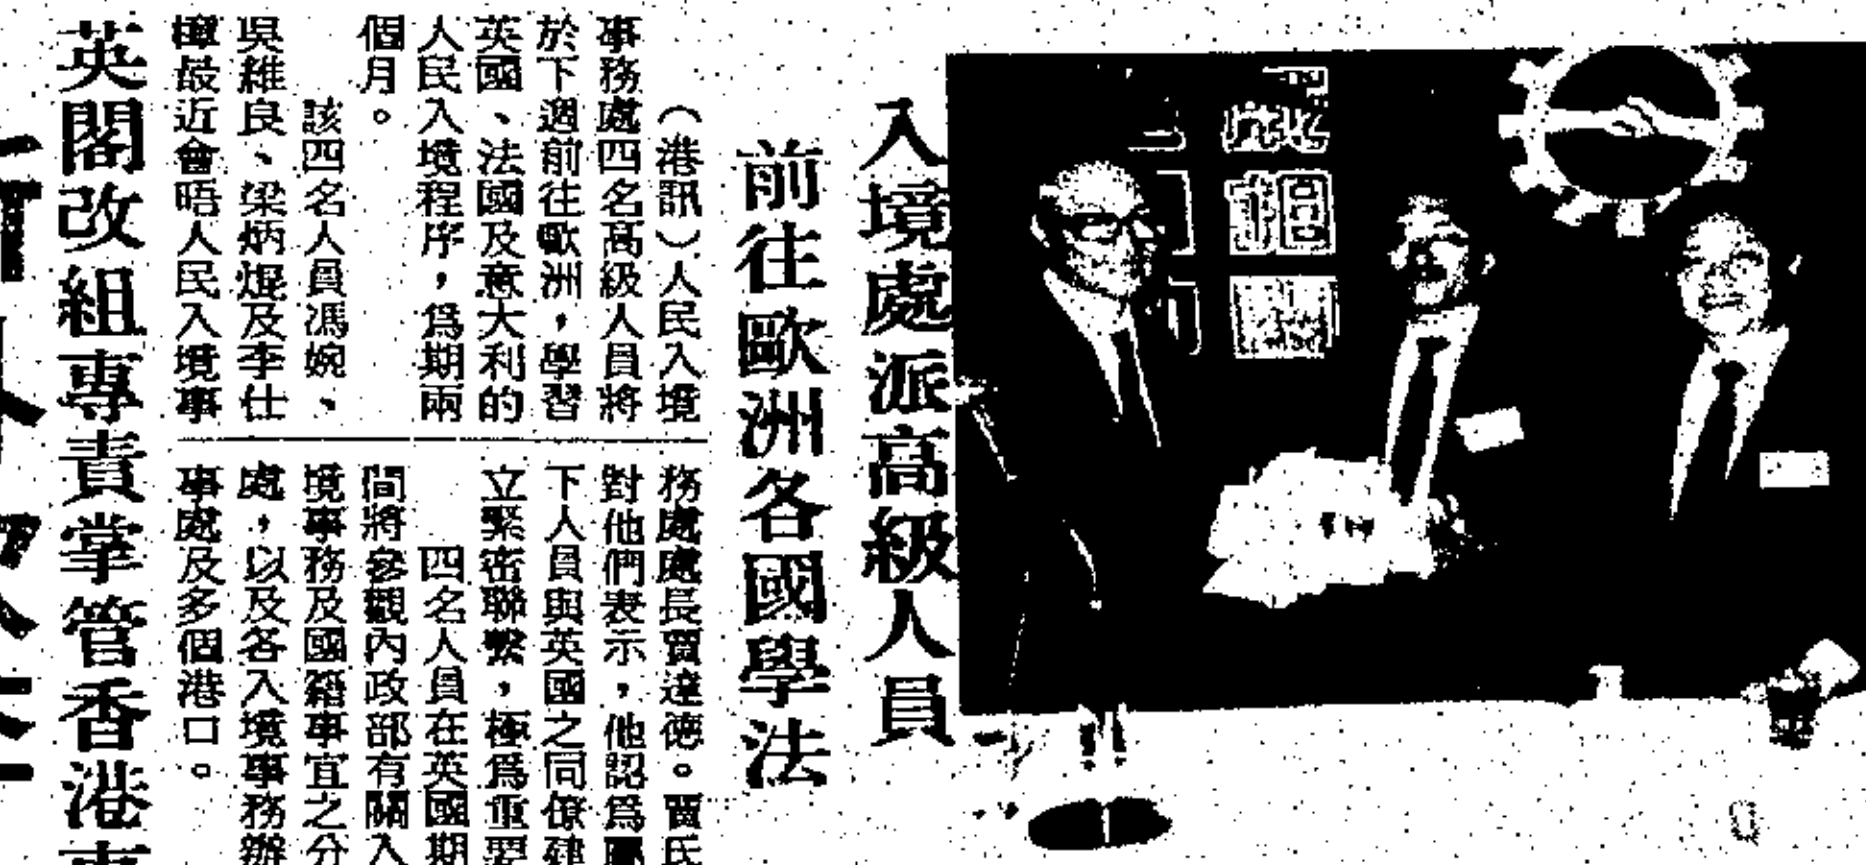 入境處派高級人員
前往歐洲各國學法
（港訊）人民入境
事務處四名高級人員將
於下週前往歐洲，學習
英國、法國及意大利的
人民入境程序，爲期兩
個月。
該四名人員馮婉、
吳維良、梁炳焜及李仕
最近會晤人民入境事
務處處長賈達德。賈氏
對他們表示，他認爲屬
下人員與英國之同僚建
立緊密聯繫，極爲重要
四名人員在英國期
間將參觀內政部有關入
境事務及國籍事宜之分
處，以及各入境事務辦
事處及多個港口。
英閣改組專責掌管香港